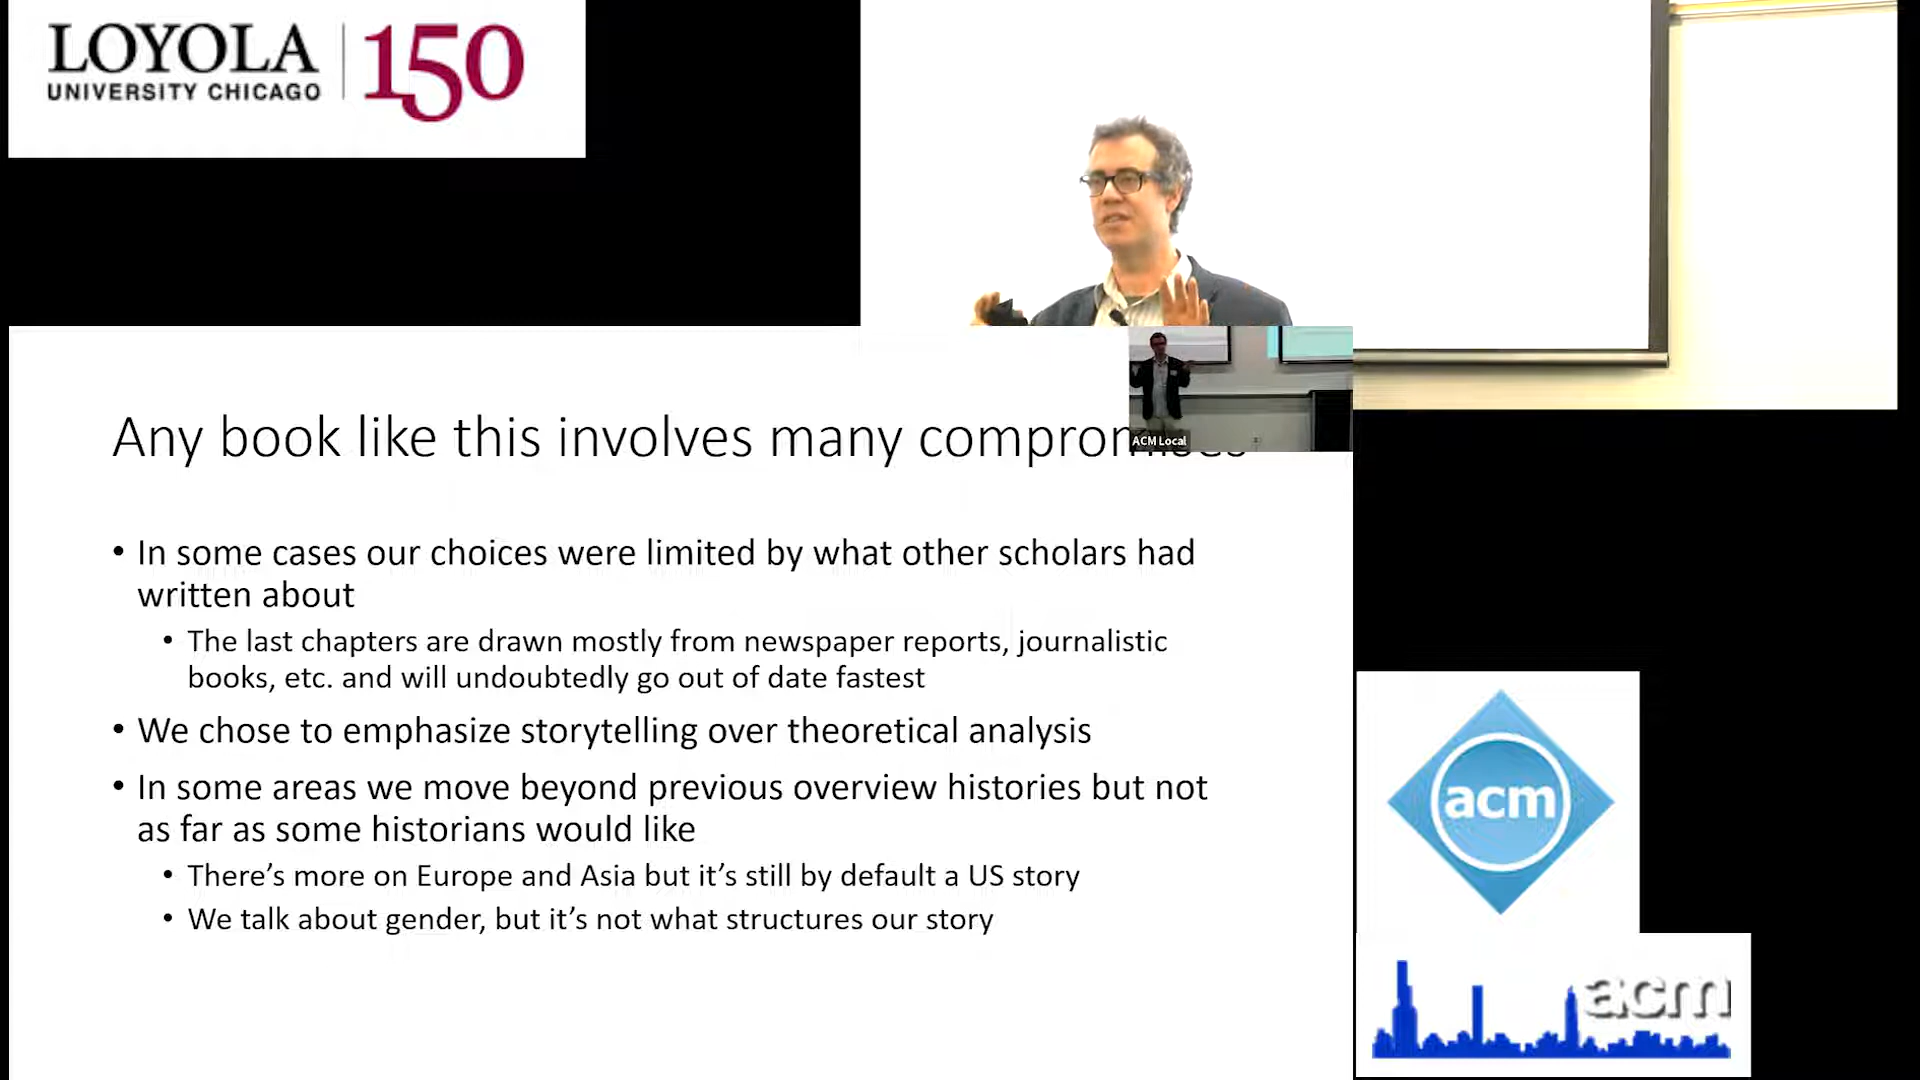 LOYOLA
UNIVERSITY CHICAGO
150
ACM Local
Any book like this involves many compromises
• In some cases our choices were limited by what other scholars had
written about
• The last chapters are drawn mostly from newspaper reports, journalistic
books, etc. and will undoubtedly go out of date fastest
• We chose to emphasize storytelling over theoretical analysis
• In some areas we move beyond previous overview histories but not
as far as some historians would like
• There’s more on Europe and Asia but it’s still by default a US story
• We talk about gender, but it’s not what structures our story
acm
acm